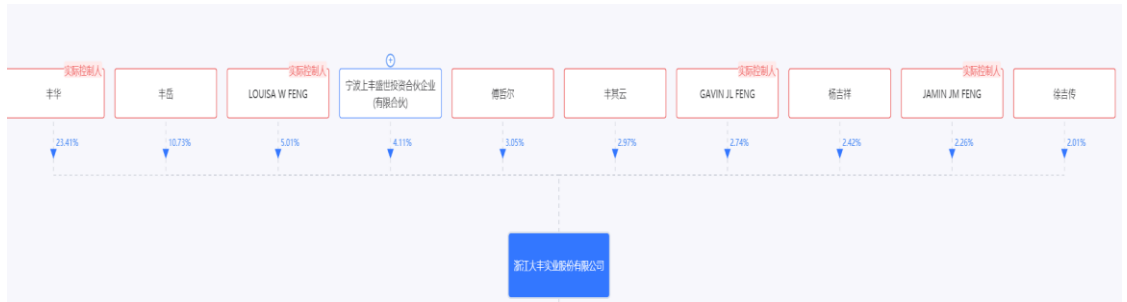 实际控制人
丰华
23.41%
丰岳
10.73%
实际控制人
LOUISA W FENG
5.01%
宁波上丰盛世投资合伙企业
(有限合伙)
4.11%
傅哲尔
3.05%
丰其云
2.97%
实际控制人
GAVIN JL FENG
2.74%
杨吉祥
2.42%
实际控制人
JAMIN JM FENG
2.26%
徐吉传
2.01%
浙江大丰实业股份有限公司